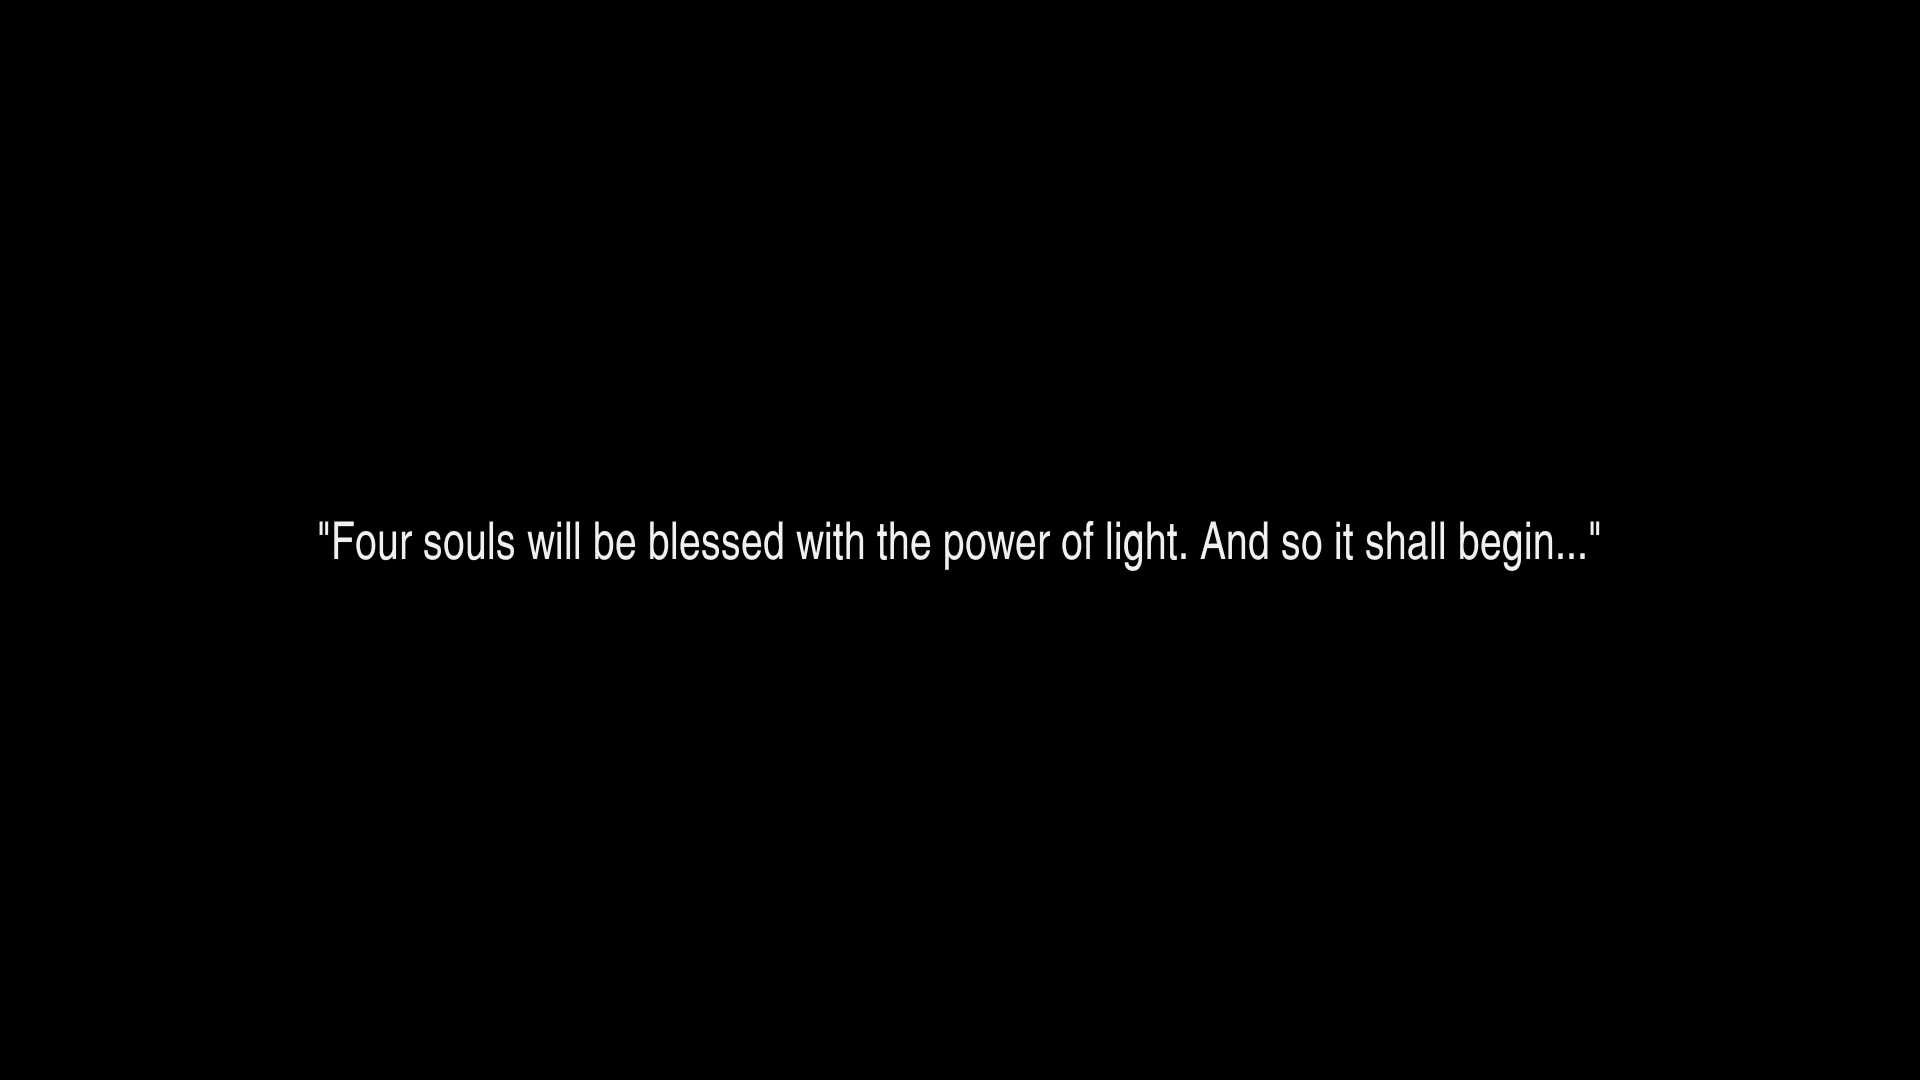 "Four souls will be blessed with the power of light. And so it shall begin..."